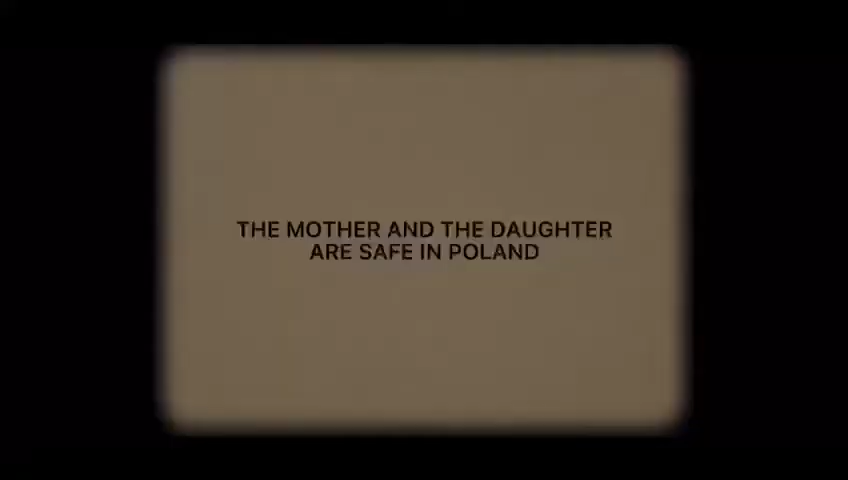 THE MOTHER AND THE DAUGHTER
ARE SAFE IN POLAND